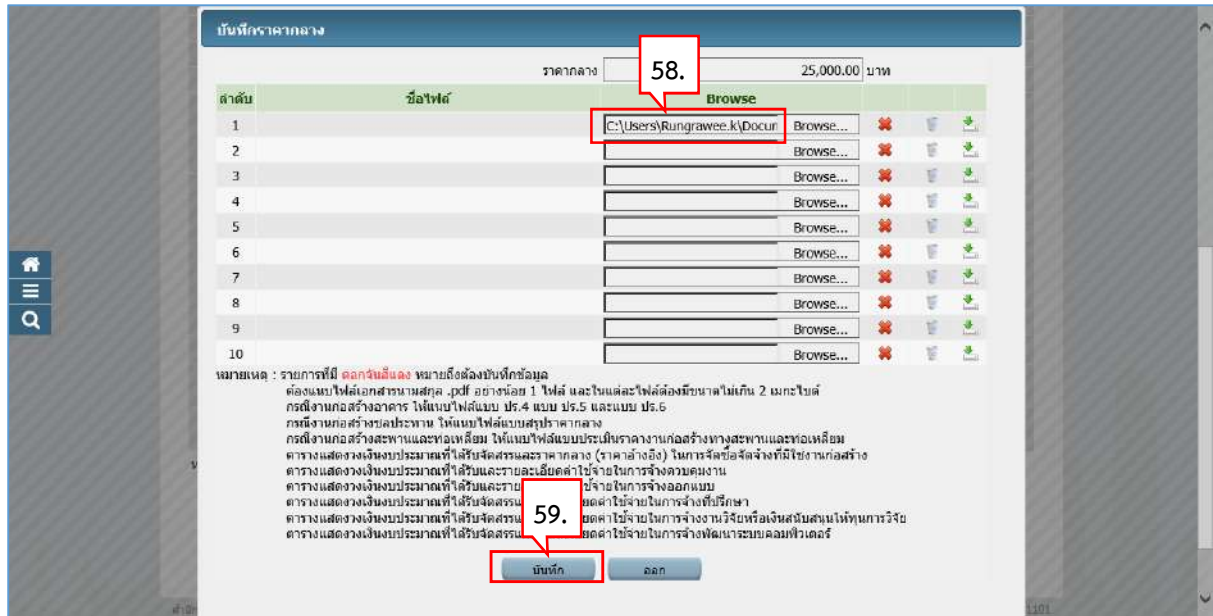 บันทึกราคากลาง
ราคากลาง 25,000.00 บาท
58.
ลำดับ ชื่อไฟล์ Browse
1 C:\Users\Rungrawee.k\Docun Browse...
2 Browse...
3 Browse...
4 Browse...
5 Browse...
6 Browse...
7 Browse...
8 Browse...
9 Browse...
10 Browse...
หมายเหตุ : รายการที่มี ดอกจันสีแดง หมายถึงต้องบันทึกข้อมูล
ต้องแนบไฟล์เอกสารนามสกุล .pdf อย่างน้อย 1 ไฟล์ และในแต่ละไฟล์ต้องมีขนาดไม่เกิน 2 เมกะไบต์
กรณีงานก่อสร้างอาคาร ให้แนบไฟล์แบบ ปร.4 แบบ ปร.5 และแบบ ปร.6
กรณีงานก่อสร้างชลประทาน ให้แนบไฟล์แบบสรุปราคากลาง
กรณีงานก่อสร้างสะพานและท่อเหลี่ยม ให้แนบไฟล์แบบประเมินราคางานก่อสร้างทางสะพานและท่อเหลี่ยม
ตารางแสดงวงเงินงบประมาณที่ได้รับจัดสรรและราคากลาง (ราคาอ้างอิง) ในการจัดซื้อจัดจ้างที่มิใช่งานก่อสร้าง
ตารางแสดงวงเงินงบประมาณที่ได้รับและรายละเอียดค่าใช้จ่ายในการจ้างควบคุมงาน
ตารางแสดงวงเงินงบประมาณที่ได้รับและราย ใช้จ่ายในการจ้างออกแบบ
ตารางแสดงวงเงินงบประมาณที่ได้รับจัดสรร ยดค่าใช้จ่ายในการจ้างที่ปรึกษา
ตารางแสดงวงเงินงบประมาณที่ได้รับจัดสรร ยดค่าใช้จ่ายในการจ้างงานวิจัยหรือเงินสนับสนุนให้ทุนการวิจัย
ตารางแสดงวงเงินงบประมาณที่ได้รับจัดสรร ยดค่าใช้จ่ายในการจ้างพัฒนาระบบคอมพิวเตอร์
59.
บันทึก ออก
1101